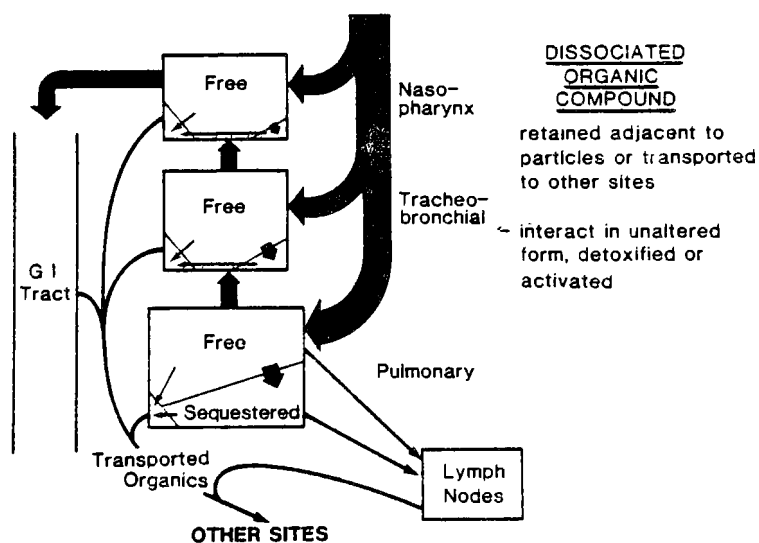 Free
Naso-
pharynx
Free
Tracheo-
bronchial
G I
Tract
Free
Sequestered
Pulmonary
Transported
Organics
Lymph
Nodes
OTHER SITES
DISSOCIATED
ORGANIC
COMPOUND
retained adjacent to
particles or transported
to other sites
- interact in unaltered
form, detoxified or
activated